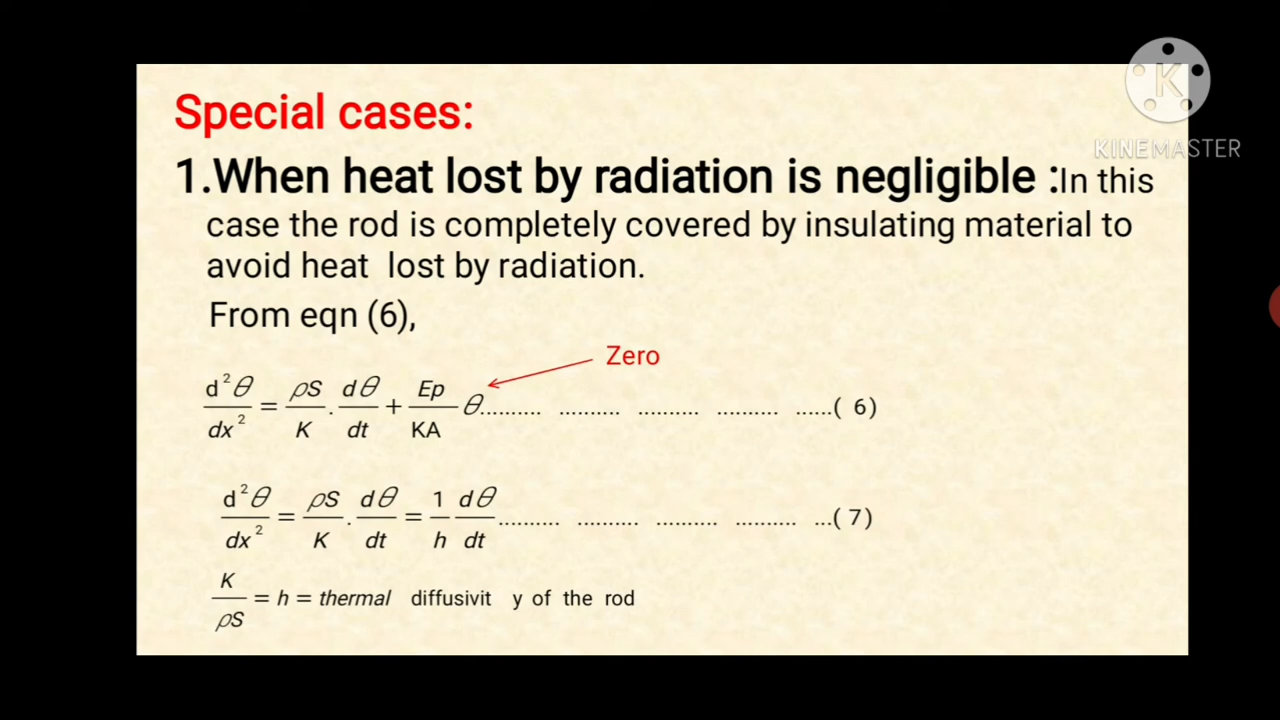 Special cases:
1.When heat lost by radiation is negligible :In this
case the rod is completely covered by insulating material to
avoid heat lost by radiation.
From eqn (6),
Zero
d²θ/dx² = ρS/K . dθ/dt + Ep/KA θ.......... .......... .......... .......... ......( 6)
d²θ/dx² = ρS/K . dθ/dt = 1/h dθ/dt.......... .......... .......... .......... ...( 7)
K/ρS = h = thermal diffusivit y of the rod
K
KINEMASTER